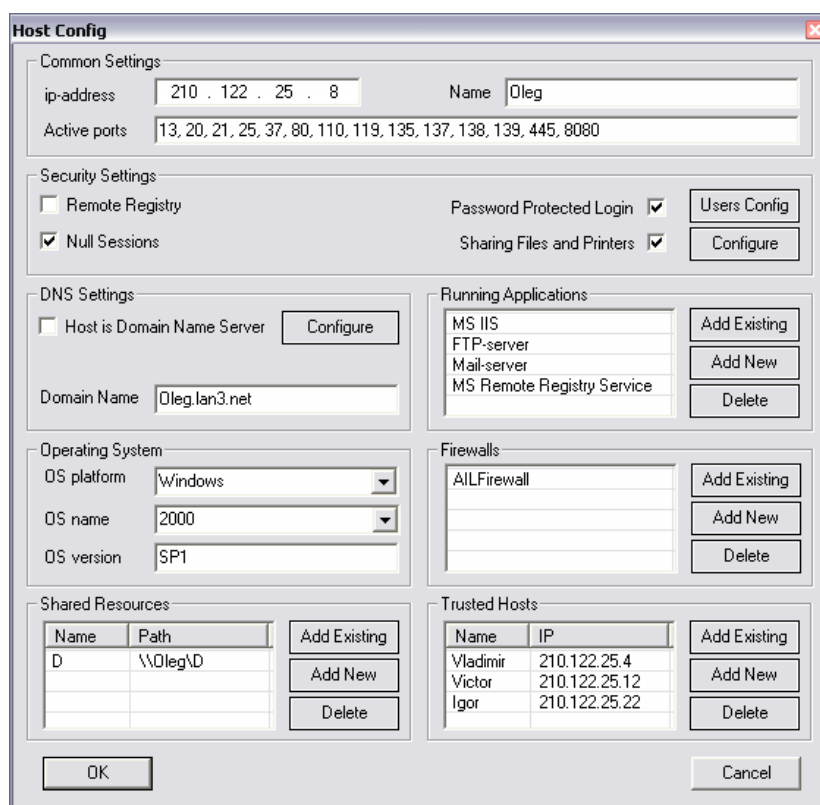 Host Config
Common Settings
ip-address 210 . 122 . 25 . 8 Name Oleg
Active ports 13, 20, 21, 25, 37, 80, 110, 119, 135, 137, 138, 139, 445, 8080
Security Settings
Remote Registry Password Protected Login Users Config
Null Sessions Sharing Files and Printers Configure
DNS Settings
Host is Domain Name Server Configure
Domain Name Oleg.lan3.net
Running Applications
MS IIS Add Existing
FTP-server
Mail-server Add New
MS Remote Registry Service
Delete
Operating System
OS platform Windows
OS name 2000
OS version SP1
Firewalls
AILFirewall Add Existing
Add New
Delete
Shared Resources
Name Path Add Existing
D \\Oleg\D
Add New
Delete
Trusted Hosts
Name IP Add Existing
Vladimir 210.122.25.4
Victor 210.122.25.12 Add New
Igor 210.122.25.22
Delete
OK Cancel